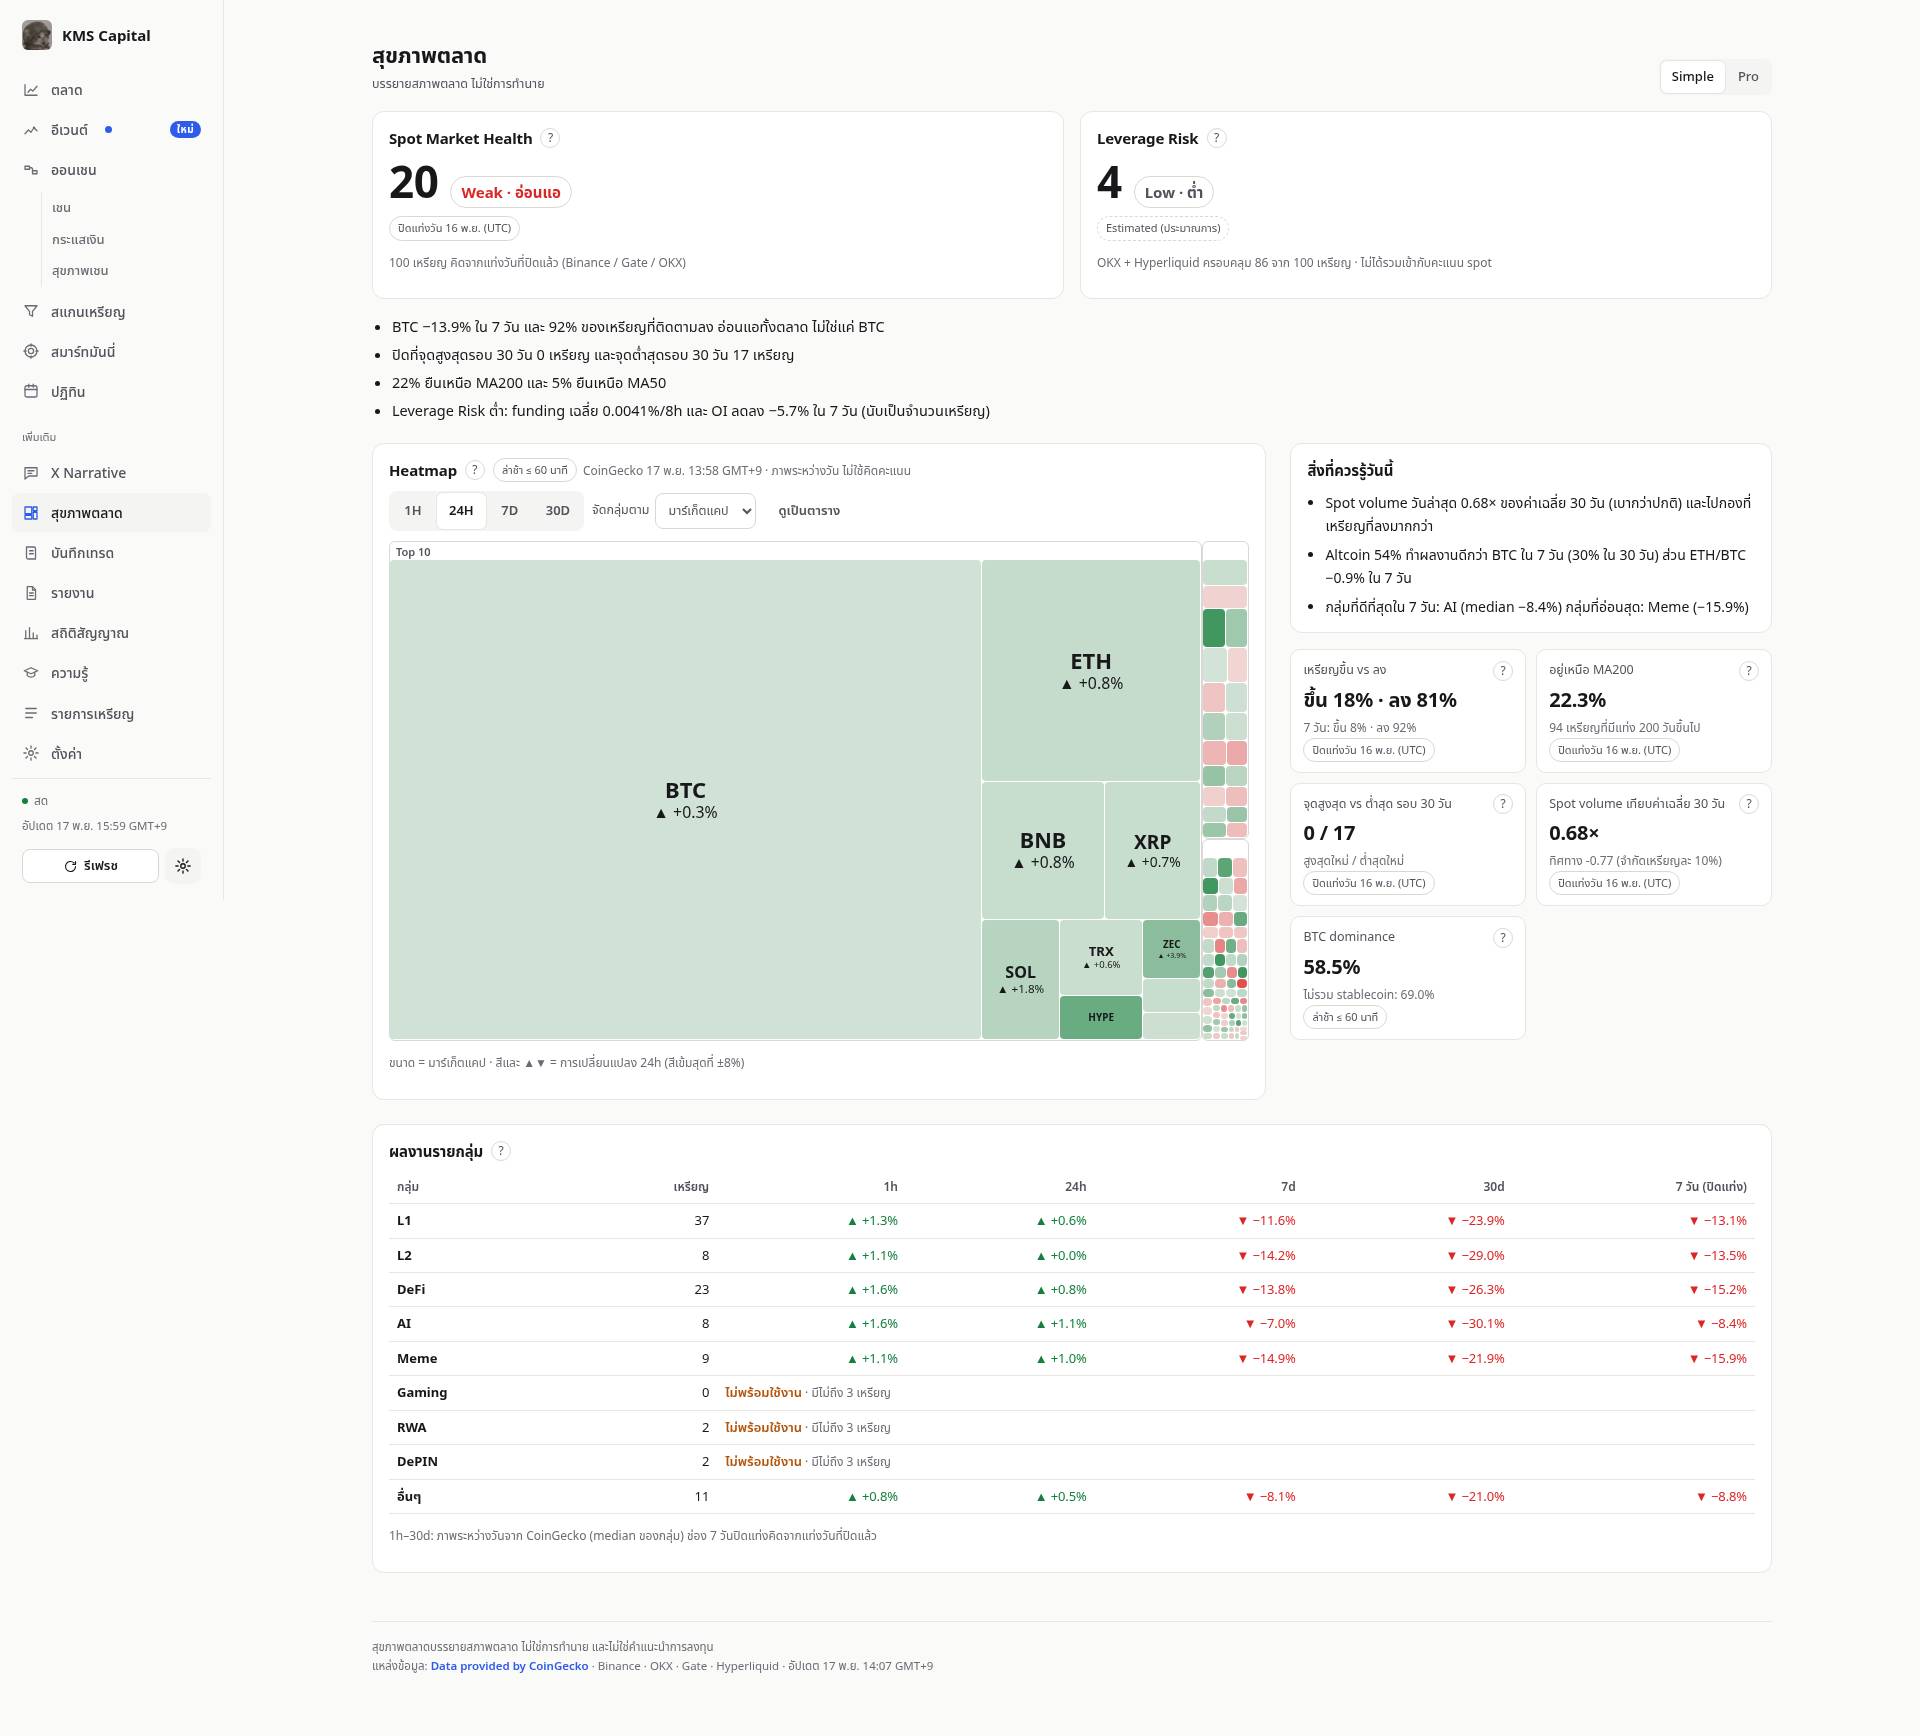 KMS Capital
ตลาด
อีเวนต์
ใหม่
ออนเชน
เชน
กระแสเงิน
สุขภาพเชน
สแกนเหรียญ
สมาร์ทมันนี่
ปฏิทิน
เพิ่มเติม
X Narrative
สุขภาพตลาด
บันทึกเทรด
รายงาน
สถิติสัญญาณ
ความรู้
รายการเหรียญ
ตั้งค่า
สด
อัปเดต 17 พ.ย. 15:59 GMT+9
รีเฟรช
สุขภาพตลาด
บรรยายสภาพตลาด ไม่ใช่การทำนาย
Simple Pro
Spot Market Health ?
20 Weak · อ่อนแอ
ปิดแท่งวัน 16 พ.ย. (UTC)
100 เหรียญ คิดจากแท่งวันที่ปิดแล้ว (Binance / Gate / OKX)
Leverage Risk ?
4 Low · ต่ำ
Estimated (ประมาณการ)
OKX + Hyperliquid ครอบคลุม 86 จาก 100 เหรียญ · ไม่ได้รวมเข้ากับคะแนน spot
• BTC −13.9% ใน 7 วัน และ 92% ของเหรียญที่ติดตามลง อ่อนแอทั้งตลาด ไม่ใช่แค่ BTC
• ปิดที่จุดสูงสุดรอบ 30 วัน 0 เหรียญ และจุดต่ำสุดรอบ 30 วัน 17 เหรียญ
• 22% ยืนเหนือ MA200 และ 5% ยืนเหนือ MA50
• Leverage Risk ต่ำ: funding เฉลี่ย 0.0041%/8h และ OI ลดลง −5.7% ใน 7 วัน (นับเป็นจำนวนเหรียญ)
Heatmap ? ล่าช้า ≤ 60 นาที CoinGecko 17 พ.ย. 13:58 GMT+9 · ภาพระหว่างวัน ไม่ใช้คิดคะแนน
1H 24H 7D 30D จัดกลุ่มตาม มาร์เก็ตแคป ดูเป็นตาราง
Top 10
BTC
▲ +0.3%
ETH
▲ +0.8%
BNB
▲ +0.8%
XRP
▲ +0.7%
SOL
▲ +1.8%
TRX
▲ +0.6%
ZEC
▲ +3.9%
HYPE
ขนาด = มาร์เก็ตแคป · สีและ ▲▼ = การเปลี่ยนแปลง 24h (สีเข้มสุดที่ ±8%)
สิ่งที่ควรรู้วันนี้
• Spot volume วันล่าสุด 0.68× ของค่าเฉลี่ย 30 วัน (เบากว่าปกติ) และไปกองที่
เหรียญที่ลงมากกว่า
• Altcoin 54% ทำผลงานดีกว่า BTC ใน 7 วัน (30% ใน 30 วัน) ส่วน ETH/BTC
−0.9% ใน 7 วัน
• กลุ่มที่ดีที่สุดใน 7 วัน: AI (median −8.4%) กลุ่มที่อ่อนสุด: Meme (−15.9%)
เหรียญขึ้น vs ลง ?
ขึ้น 18% · ลง 81%
7 วัน: ขึ้น 8% · ลง 92%
ปิดแท่งวัน 16 พ.ย. (UTC)
อยู่เหนือ MA200 ?
22.3%
94 เหรียญที่มีแท่ง 200 วันขึ้นไป
ปิดแท่งวัน 16 พ.ย. (UTC)
จุดสูงสุด vs ต่ำสุด รอบ 30 วัน ?
0 / 17
สูงสุดใหม่ / ต่ำสุดใหม่
ปิดแท่งวัน 16 พ.ย. (UTC)
Spot volume เทียบค่าเฉลี่ย 30 วัน ?
0.68×
ทิศทาง -0.77 (จำกัดเหรียญละ 10%)
ปิดแท่งวัน 16 พ.ย. (UTC)
BTC dominance ?
58.5%
ไม่รวม stablecoin: 69.0%
ล่าช้า ≤ 60 นาที
ผลงานรายกลุ่ม ?
กลุ่ม เหรียญ 1h 24h 7d 30d 7 วัน (ปิดแท่ง)
L1 37 ▲ +1.3% ▲ +0.6% ▼ −11.6% ▼ −23.9% ▼ −13.1%
L2 8 ▲ +1.1% ▲ +0.0% ▼ −14.2% ▼ −29.0% ▼ −13.5%
DeFi 23 ▲ +1.6% ▲ +0.8% ▼ −13.8% ▼ −26.3% ▼ −15.2%
AI 8 ▲ +1.6% ▲ +1.1% ▼ −7.0% ▼ −30.1% ▼ −8.4%
Meme 9 ▲ +1.1% ▲ +1.0% ▼ −14.9% ▼ −21.9% ▼ −15.9%
Gaming 0 ไม่พร้อมใช้งาน · มีไม่ถึง 3 เหรียญ
RWA 2 ไม่พร้อมใช้งาน · มีไม่ถึง 3 เหรียญ
DePIN 2 ไม่พร้อมใช้งาน · มีไม่ถึง 3 เหรียญ
อื่นๆ 11 ▲ +0.8% ▲ +0.5% ▼ −8.1% ▼ −21.0% ▼ −8.8%
1h–30d: ภาพระหว่างวันจาก CoinGecko (median ของกลุ่ม) ช่อง 7 วันปิดแท่งคิดจากแท่งวันที่ปิดแล้ว
สุขภาพตลาดบรรยายสภาพตลาด ไม่ใช่การทำนาย และไม่ใช่คำแนะนำการลงทุน
แหล่งข้อมูล: Data provided by CoinGecko · Binance · OKX · Gate · Hyperliquid · อัปเดต 17 พ.ย. 14:07 GMT+9